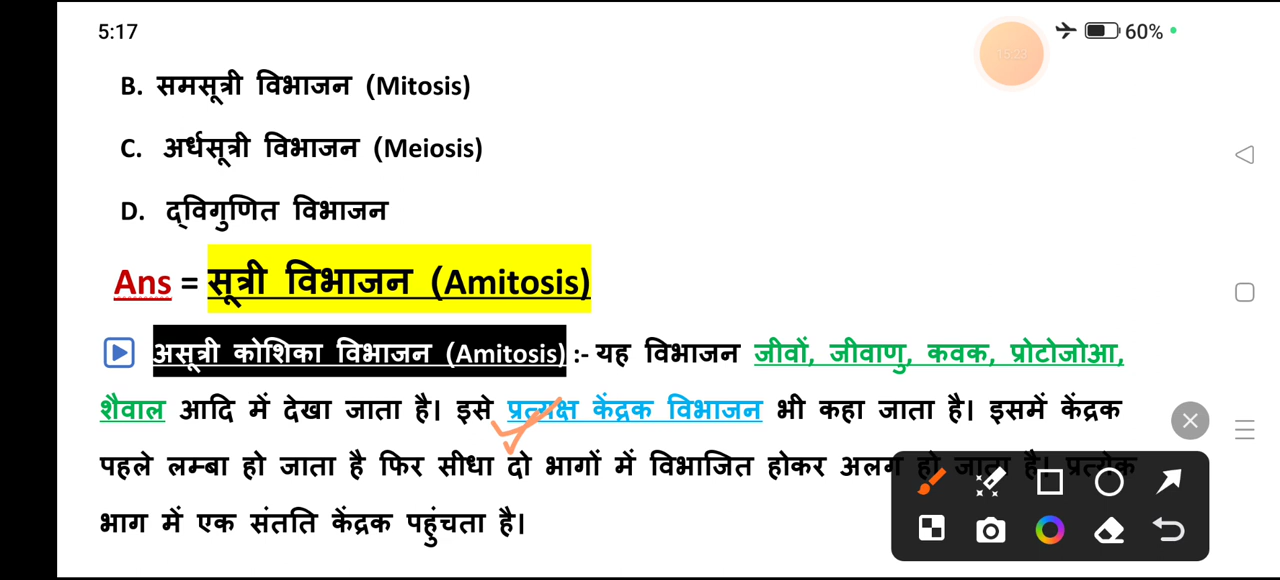 5:17
60%
B. समसूत्री विभाजन (Mitosis)
C. अर्धसूत्री विभाजन (Meiosis)
D. द्विगुणित विभाजन
Ans = सूत्री विभाजन (Amitosis)
असूत्री कोशिका विभाजन (Amitosis) :- यह विभाजन जीवों, जीवाणु, कवक, प्रोटोजोआ,
शैवाल आदि में देखा जाता है। इसे प्रत्यक्ष केंद्रक विभाजन भी कहा जाता है। इसमें केंद्रक
पहले लम्बा हो जाता है फिर सीधा दो भागों में विभाजित होकर अलग हो जाता है। प्रत्येक
भाग में एक संतति केंद्रक पहुंचता है।